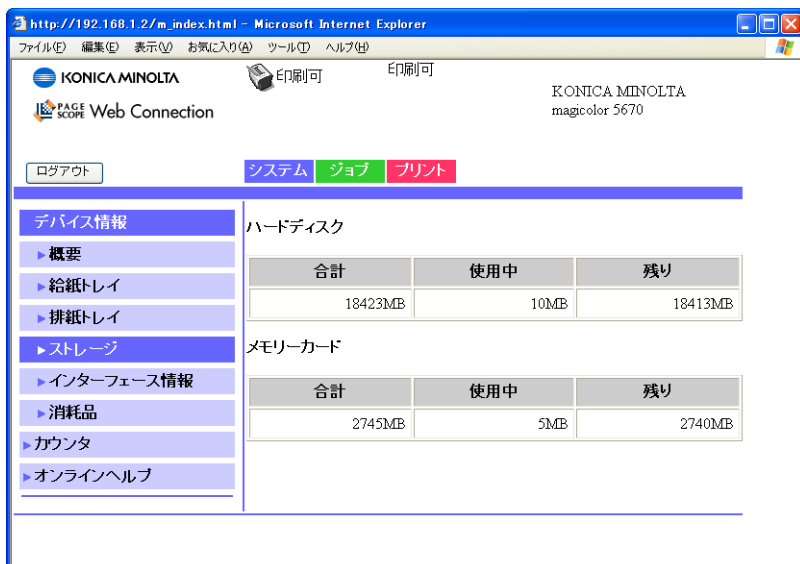 http://192.168.1.2/m_index.html - Microsoft Internet Explorer
ファイル(F) 編集(E) 表示(V) お気に入り(A) ツール(T) ヘルプ(H)
KONICA MINOLTA
印刷可
印刷可
KONICA MINOLTA
magicolor 5670
PAGE SCOPE Web Connection
ログアウト
システム ジョブ プリント
デバイス情報
概要
給紙トレイ
排紙トレイ
ストレージ
インターフェース情報
消耗品
カウンタ
オンラインヘルプ
ハードディスク
合計 使用中 残り
18423MB 10MB 18413MB
メモリーカード
合計 使用中 残り
2745MB 5MB 2740MB